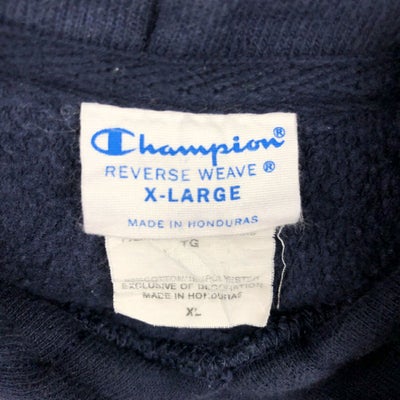 Champion®
REVERSE WEAVE ®
X-LARGE
MADE IN HONDURAS
TG
EXCLUSIVE OF DECORATION
MADE IN HONDURAS
XL